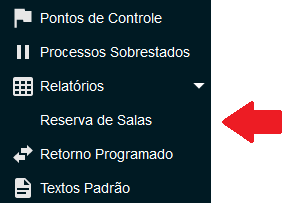 Pontos de Controle
Processos Sobrestados
Relatórios
Reserva de Salas
Retorno Programado
Textos Padrão